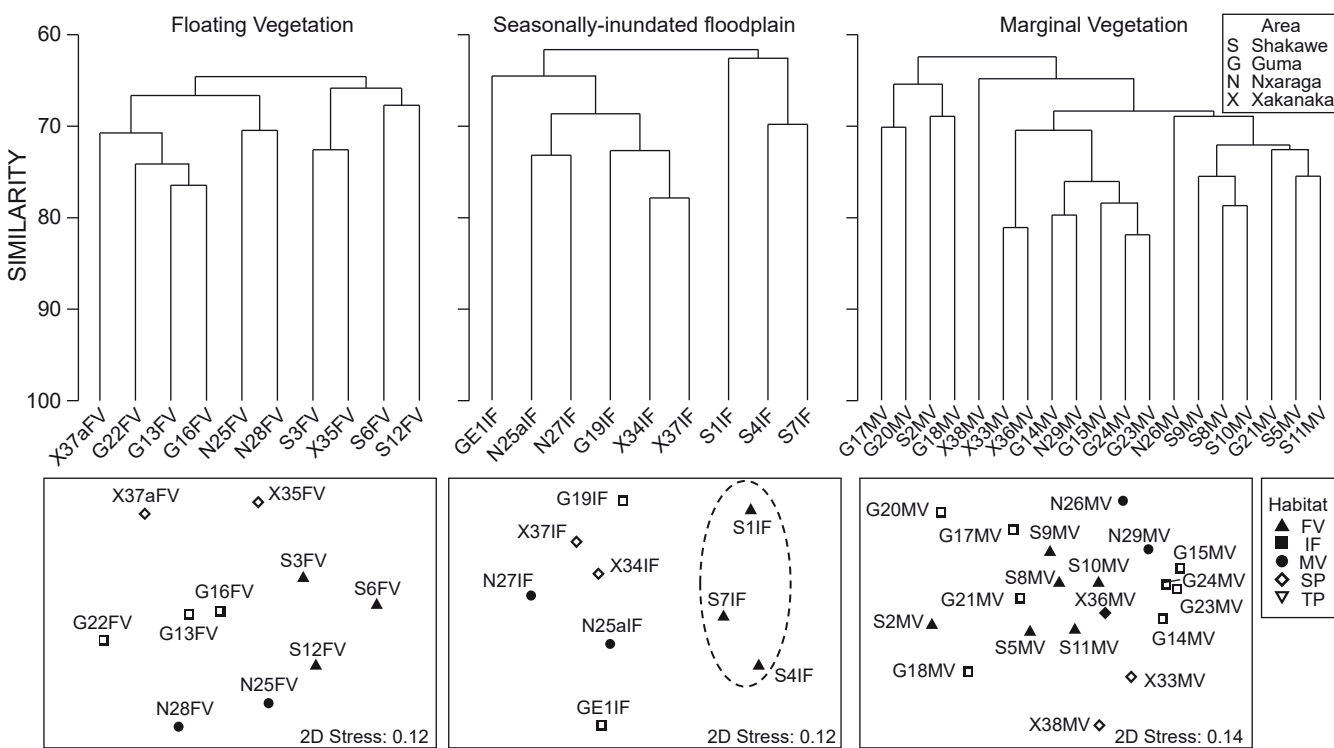 Floating Vegetation
Seasonally-inundated floodplain
Marginal Vegetation
Area
S Shakawe
G Guma
N Nxaraga
X Xakanaka
SIMILARITY
60
70
80
90
100
X37aFV
G22FV
G13FV
G16FV
N25FV
N28FV
S3FV
X35FV
S6FV
S12FV
GE1IF
N25aIF
N27IF
G19IF
X34IF
X37IF
S1IF
S4IF
S7IF
G17MV
G20MV
S2MV
G18MV
X38MV
X33MV
X36MV
G14MV
N29MV
G15MV
G24MV
G23MV
N26MV
S9MV
S8MV
S10MV
G21MV
S5MV
S11MV
X37aFV
X35FV
S3FV
S6FV
G16FV
G22FV
G13FV
S12FV
N25FV
N28FV
2D Stress: 0.12
G19IF
S1IF
X37IF
X34IF
N27IF
S7IF
N25aIF
S4IF
GE1IF
2D Stress: 0.12
G20MV
N26MV
G17MV
S9MV
N29MV
G15MV
S8MV
S10MV
G24MV
G21MV
X36MV
G23MV
S2MV
S5MV
S11MV
G14MV
G18MV
X33MV
X38MV
2D Stress: 0.14
Habitat
FV
IF
MV
SP
TP